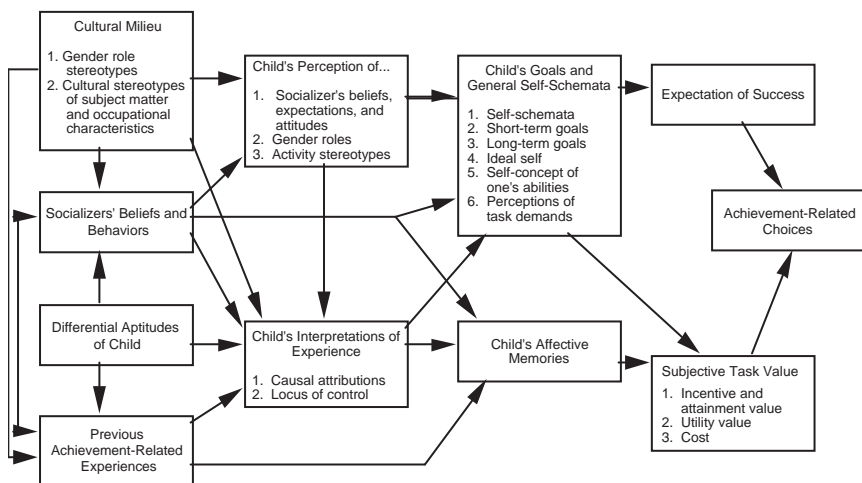 Cultural Milieu
1. Gender role
stereotypes
2. Cultural stereotypes
of subject matter
and occupational
characteristics
Socializers' Beliefs and
Behaviors
Differential Aptitudes
of Child
Previous
Achievement-Related
Experiences
Child's Perception of...
1. Socializer's beliefs,
expectations, and
attitudes
2. Gender roles
3. Activity stereotypes
Child's Interpretations of
Experience
1. Causal attributions
2. Locus of control
Child's Goals and
General Self-Schemata
1. Self-schemata
2. Short-term goals
3. Long-term goals
4. Ideal self
5. Self-concept of
one's abilities
6. Perceptions of
task demands
Child's Affective
Memories
Expectation of Success
Achievement-Related
Choices
Subjective Task Value
1. Incentive and
attainment value
2. Utility value
3. Cost